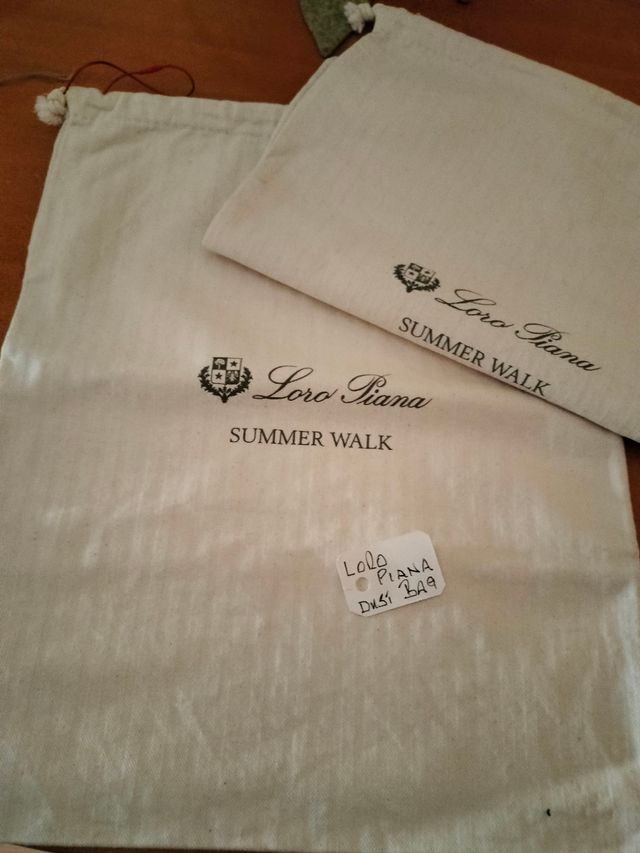 Loro Piana
SUMMER WALK
Loro Piana
SUMMER WALK
LORO
PIANA
DUST BAG